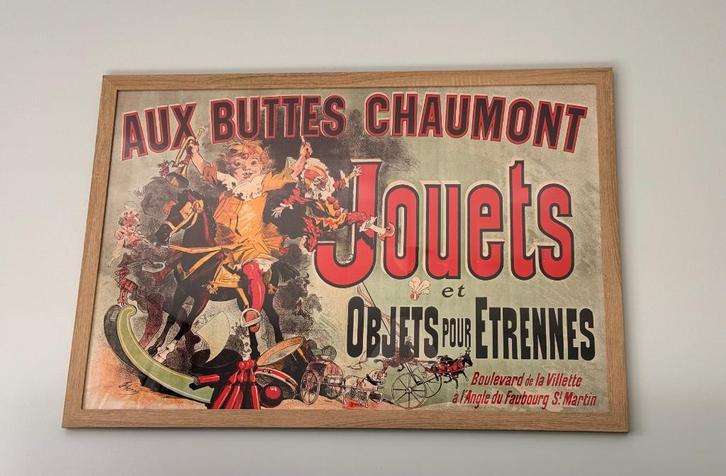 AUX BUTTES CHAUMONT
Jouets
et
OBJETS POUR ETRENNES
Boulevard de la Villette
a l'Angle du Faubourg St Martin